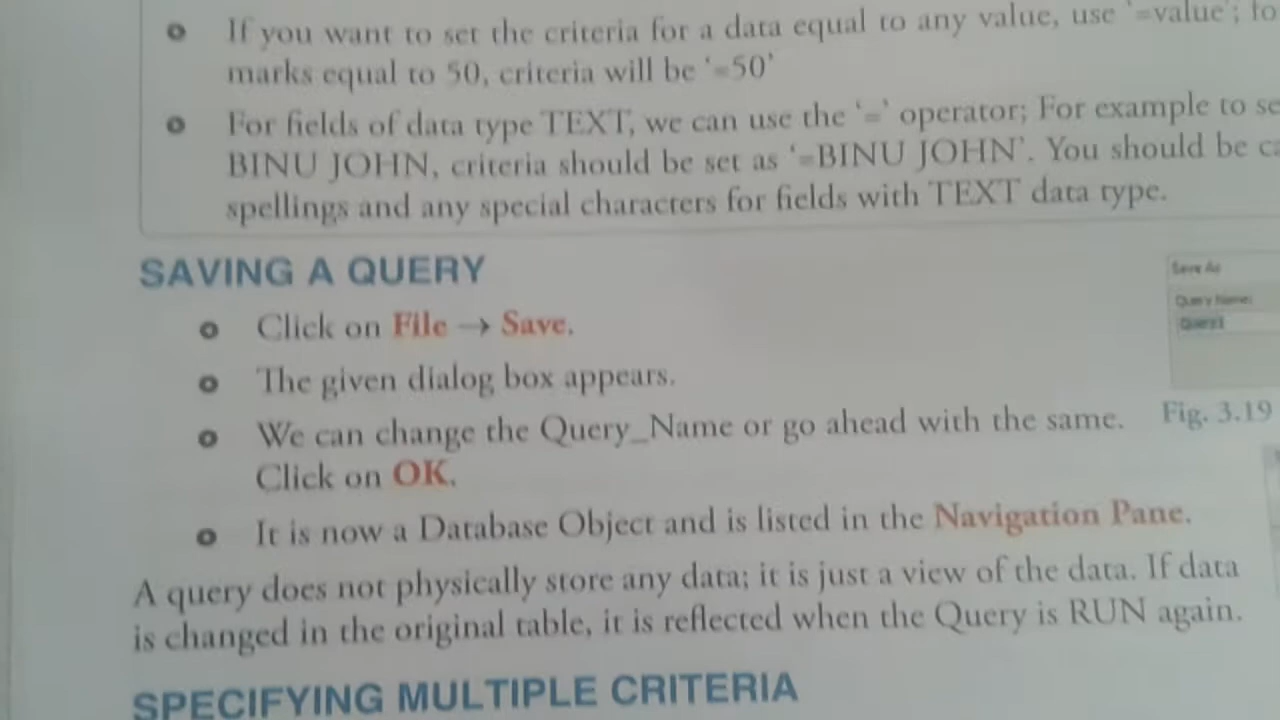 If you want to set the criteria for a data equal to any value, use '=value'; fo
marks equal to 50, criteria will be '=50'
For fields of data type TEXT, we can use the '=' operator; For example to se
BINU JOHN, criteria should be set as '=BINU JOHN'. You should be ca
spellings and any special characters for fields with TEXT data type.
SAVING A QUERY
Click on File → Save.
The given dialog box appears.
We can change the Query_Name or go ahead with the same.
Click on OK.
It is now a Database Object and is listed in the Navigation Pane.
Save As
Query Name:
Query1
Fig. 3.19
A query does not physically store any data; it is just a view of the data. If data
is changed in the original table, it is reflected when the Query is RUN again.
SPECIFYING MULTIPLE CRITERIA